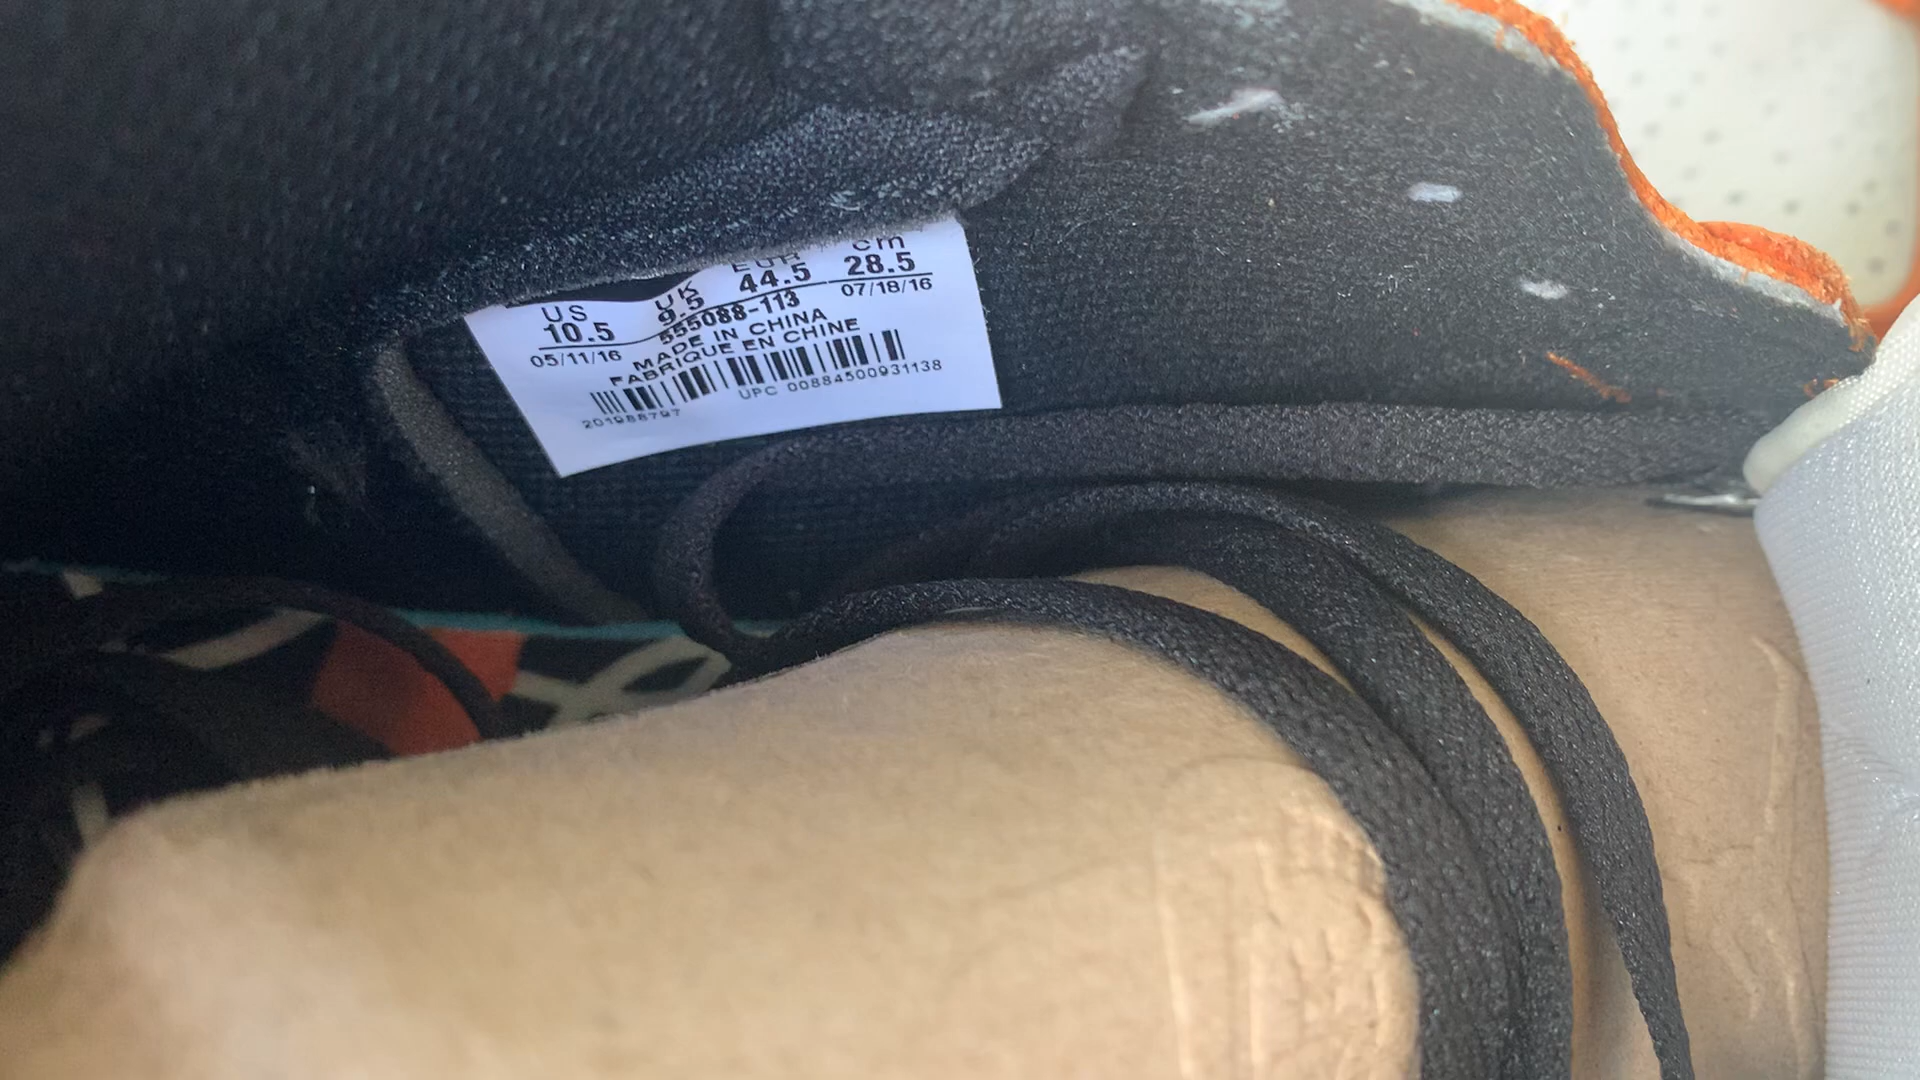 US UK EUR cm
10.5 9.5 44.5 28.5
05/11/16 555088-113 07/18/16
MADE IN CHINA
FABRIQUE EN CHINE
201988797 UPC 00884500931138